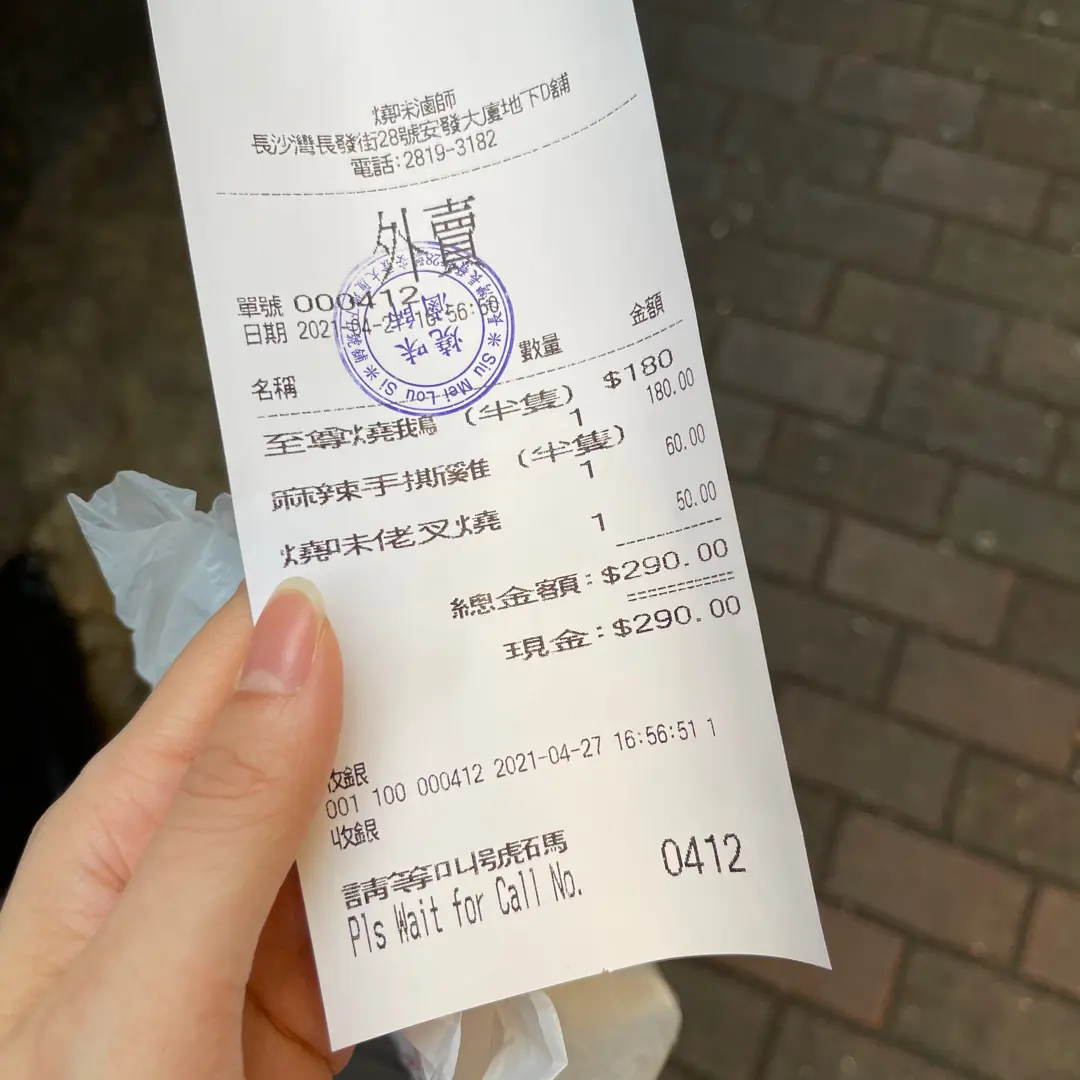 燒味滷師
長沙灣長發街28號安發大廈地下D舖
電話:2819-3182
外賣
單號 000412
日期 2021-04-27 16:56:50
名稱 數量 金額
至尊燒鵝 (半隻) $180
1 180.00
麻辣手撕雞 (半隻)
1 60.00
燒味佬叉燒 1 50.00
總金額:$290.00
現金:$290.00
收銀
001 100 000412 2021-04-27 16:56:51 1
收銀
請等叫号號碼 0412
Pls Wait for Call No.
Siu Mei-Lou Si
燒味
滷師